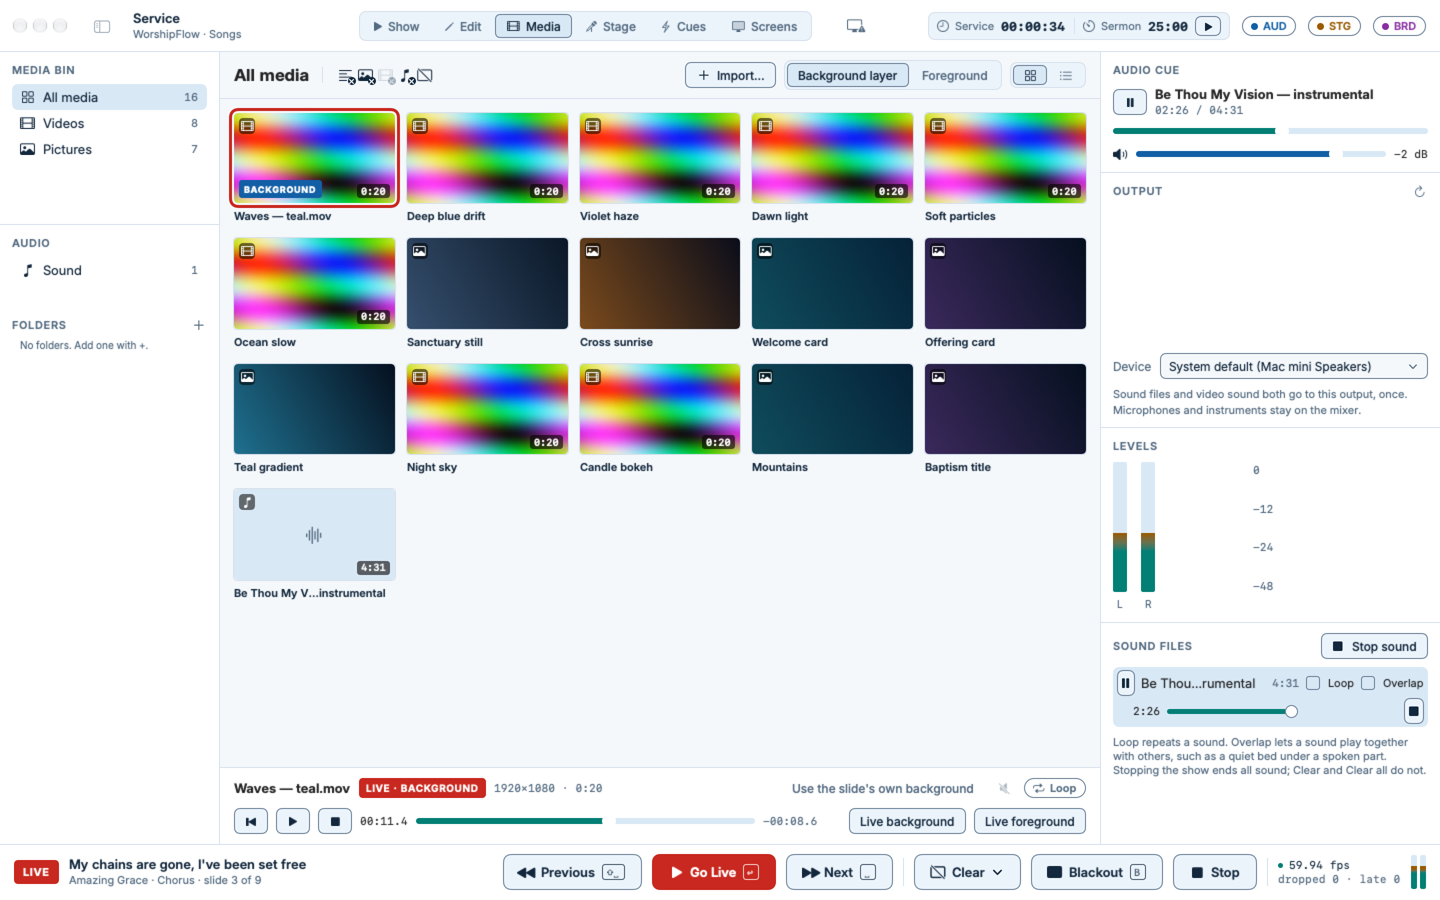 Service
WorshipFlow · Songs
Show
Edit
Media
Stage
Cues
Screens
Service 00:00:34
Sermon 25:00
AUD
STG
BRD
MEDIA BIN
All media 16
Videos 8
Pictures 7
AUDIO
Sound 1
FOLDERS
No folders. Add one with +.
All media
Import...
Background layer
Foreground
BACKGROUND
0:20
0:20
0:20
0:20
0:20
Waves — teal.mov
Deep blue drift
Violet haze
Dawn light
Soft particles
0:20
Ocean slow
Sanctuary still
Cross sunrise
Welcome card
Offering card
0:20
0:20
Teal gradient
Night sky
Candle bokeh
Mountains
Baptism title
4:31
Be Thou My V...instrumental
Waves — teal.mov
LIVE · BACKGROUND
1920×1080 · 0:20
Use the slide's own background
Loop
00:11.4
−00:08.6
Live background
Live foreground
AUDIO CUE
Be Thou My Vision — instrumental
02:26 / 04:31
−2 dB
OUTPUT
Device
System default (Mac mini Speakers)
Sound files and video sound both go to this output, once.
Microphones and instruments stay on the mixer.
LEVELS
0
−12
−24
−48
L R
SOUND FILES
Stop sound
Be Thou...rumental
4:31
Loop
Overlap
2:26
Loop repeats a sound. Overlap lets a sound play together
with others, such as a quiet bed under a spoken part.
Stopping the show ends all sound; Clear and Clear all do not.
LIVE
My chains are gone, I've been set free
Amazing Grace · Chorus · slide 3 of 9
Previous
Go Live
Next
Clear
Blackout B
Stop
59.94 fps
dropped 0 · late 0